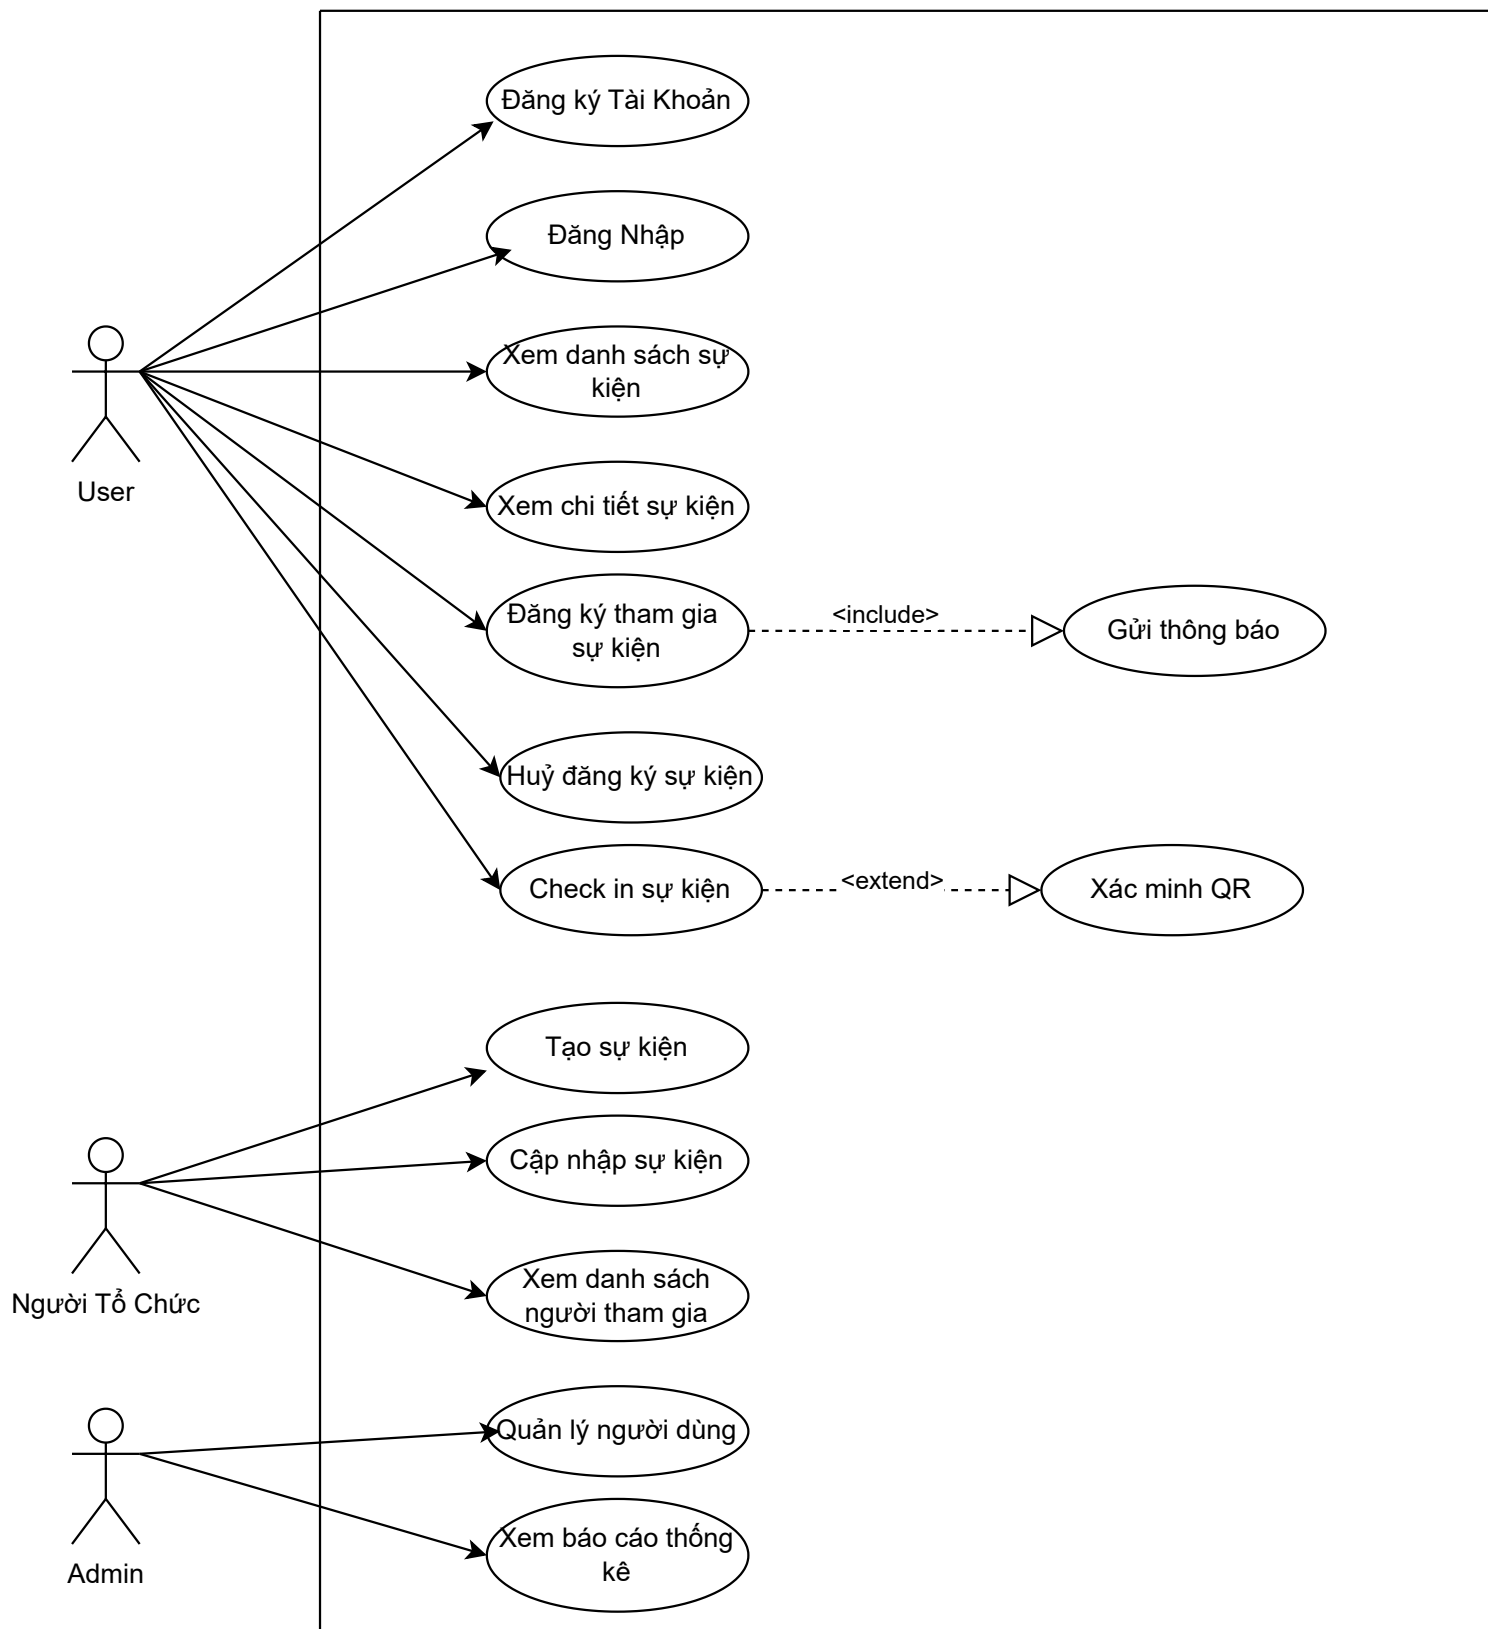 Đăng ký Tài Khoản
Đăng Nhập
Xem danh sách sự
kiện
User
Xem chi tiết sự kiện
Đăng ký tham gia
sự kiện
<include>
Gửi thông báo
Huỷ đăng ký sự kiện
Check in sự kiện
<extend>
Xác minh QR
Tạo sự kiện
Cập nhập sự kiện
Người Tổ Chức
Xem danh sách
người tham gia
Quản lý người dùng
Xem báo cáo thống
kê
Admin